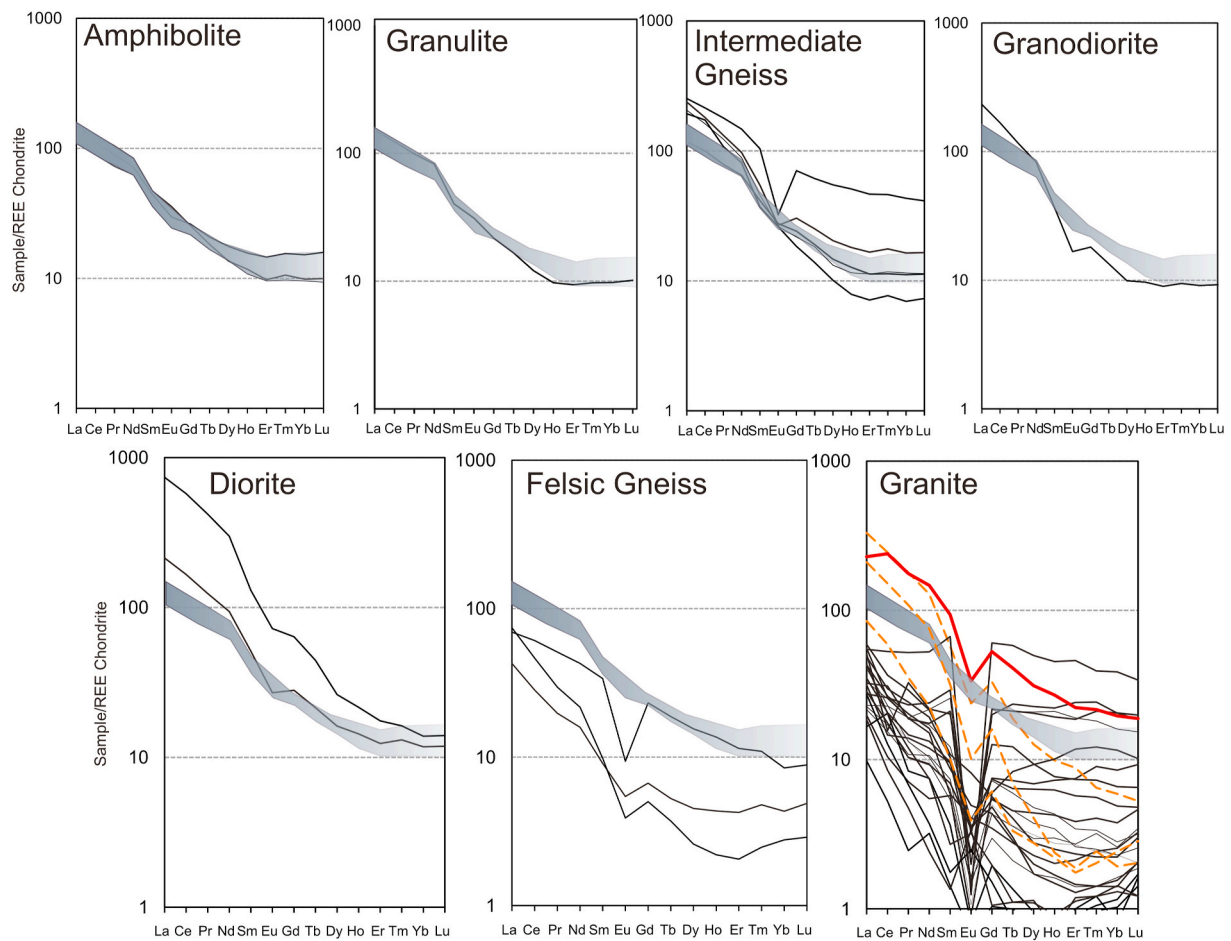 Amphibolite
1000
100
10
1
Sample/REE Chondrite
La Ce Pr Nd Sm Eu Gd Tb Dy Ho Er Tm Yb Lu
Granulite
1000
100
10
1
La Ce Pr Nd Sm Eu Gd Tb Dy Ho Er Tm Yb Lu
Intermediate
Gneiss
1000
100
10
1
La Ce Pr Nd Sm Eu Gd Tb Dy Ho Er Tm Yb Lu
Granodiorite
1000
100
10
1
La Ce Pr Nd Sm Eu Gd Tb Dy Ho Er Tm Yb Lu
Diorite
1000
100
10
1
Sample/REE Chondrite
La Ce Pr Nd Sm Eu Gd Tb Dy Ho Er Tm Yb Lu
Felsic Gneiss
1000
100
10
1
La Ce Pr Nd Sm Eu Gd Tb Dy Ho Er Tm Yb Lu
Granite
1000
100
10
1
La Ce Pr Nd Sm Eu Gd Tb Dy Ho Er Tm Yb Lu